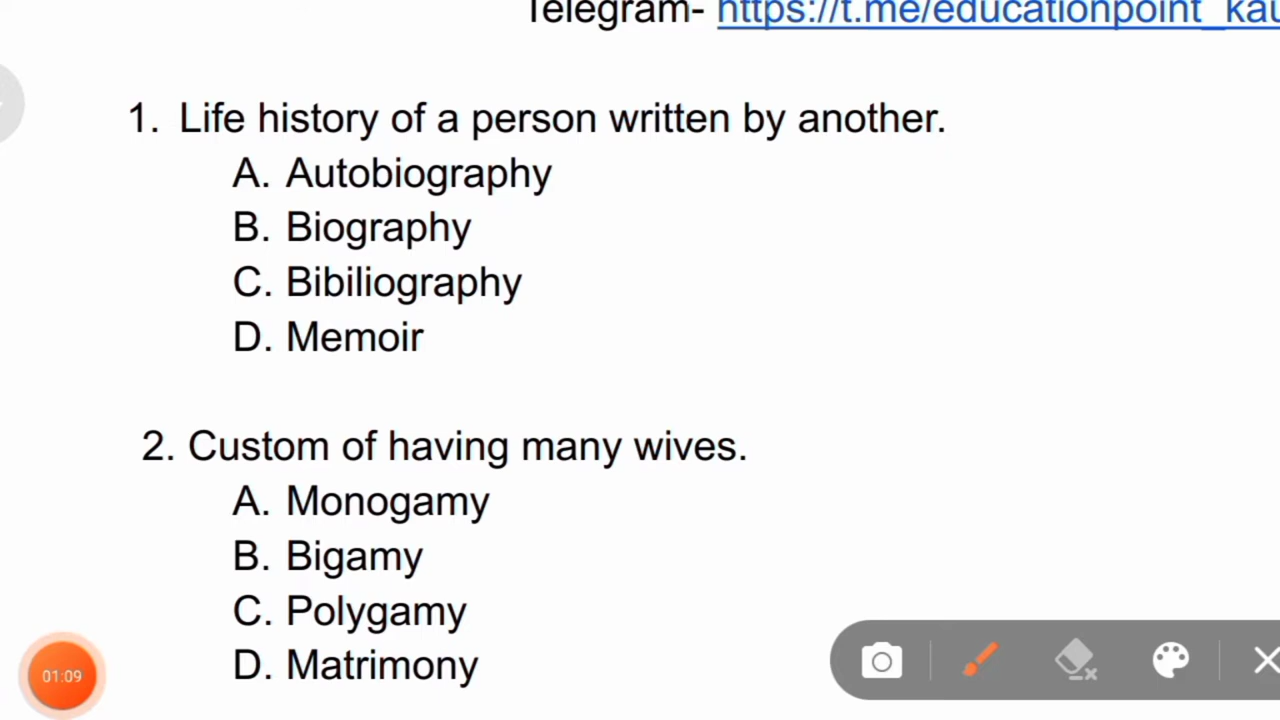 Telegram- https://t.me/educationpoint_kau
1. Life history of a person written by another.
A. Autobiography
B. Biography
C. Bibiliography
D. Memoir
2. Custom of having many wives.
A. Monogamy
B. Bigamy
C. Polygamy
D. Matrimony
01:09